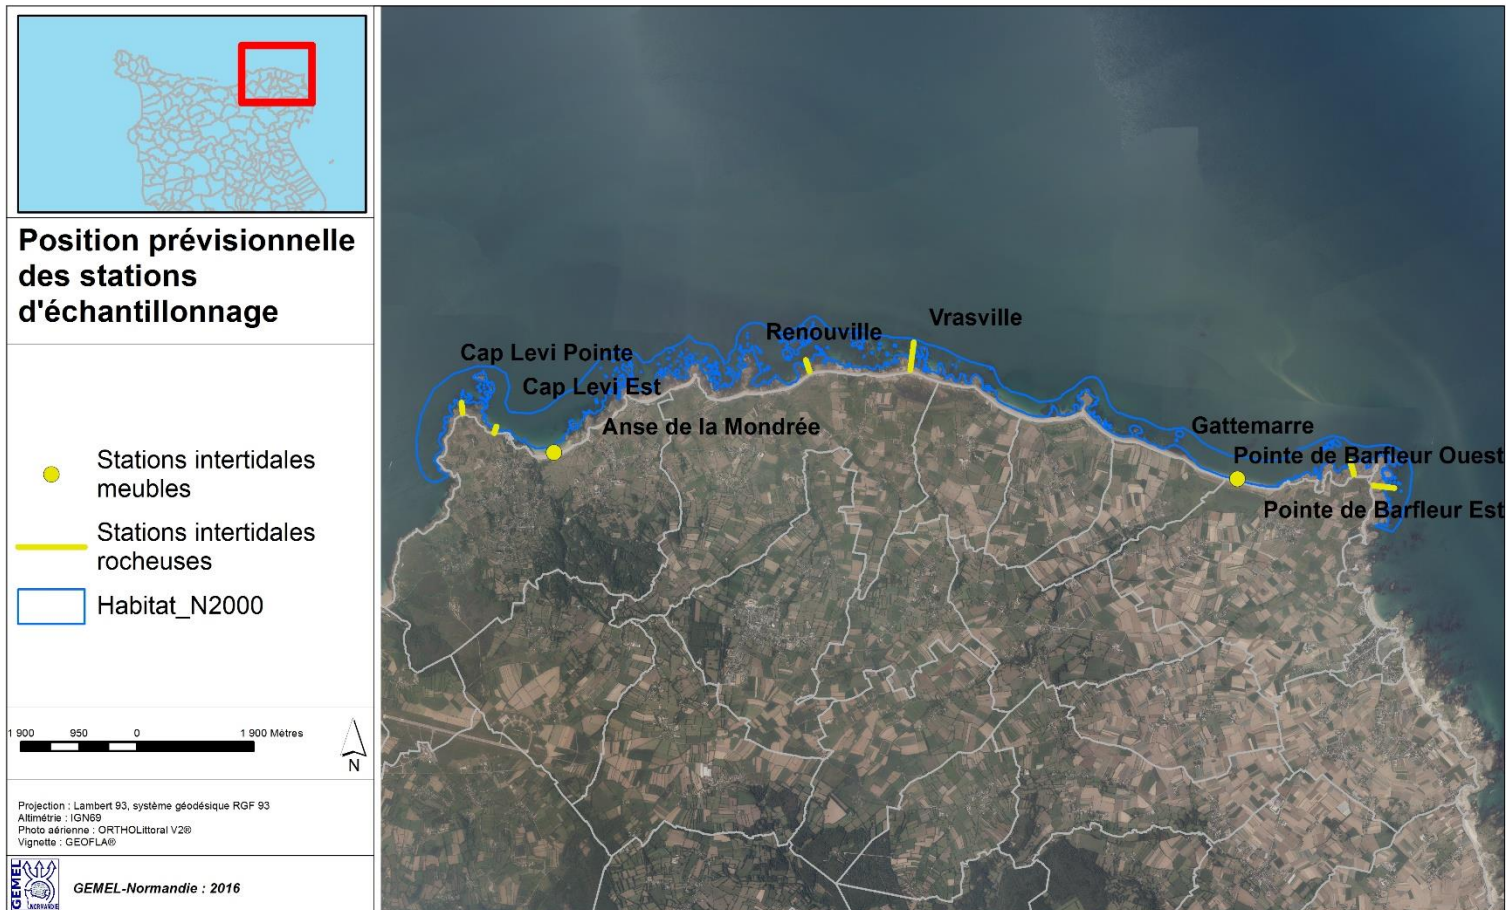 Position prévisionnelle
des stations
d'échantillonnage
Stations intertidales
meubles
Stations intertidales
rocheuses
Habitat_N2000
1 900 950 0 1 900 Mètres
N
Projection : Lambert 93, système géodésique RGF 93
Altimétrie : IGN69
Photo aérienne : ORTHOLittoral V2®
Vignette : GEOFLA®
GEMEL
NORMANDIE
GEMEL-Normandie : 2016
Cap Levi Pointe
Cap Levi Est
Anse de la Mondrée
Renouville
Vrasville
Gattemarre
Pointe de Barfleur Ouest
Pointe de Barfleur Est